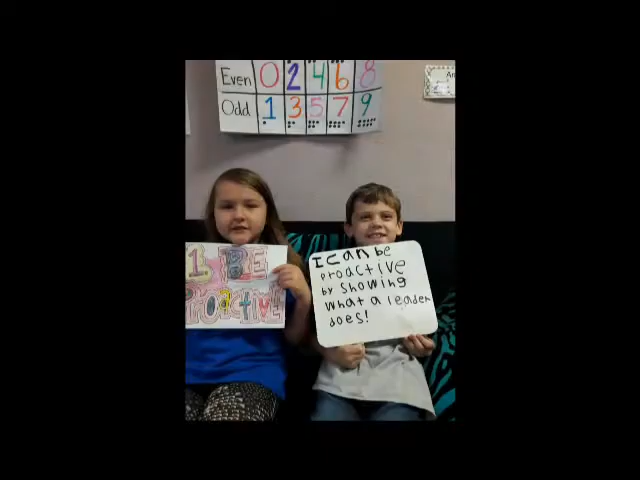 Even 0 2 4 6 8
Odd 1 3 5 7 9
An
1 BE
Proactive
I can be
proactive
by showing
what a leader
does!